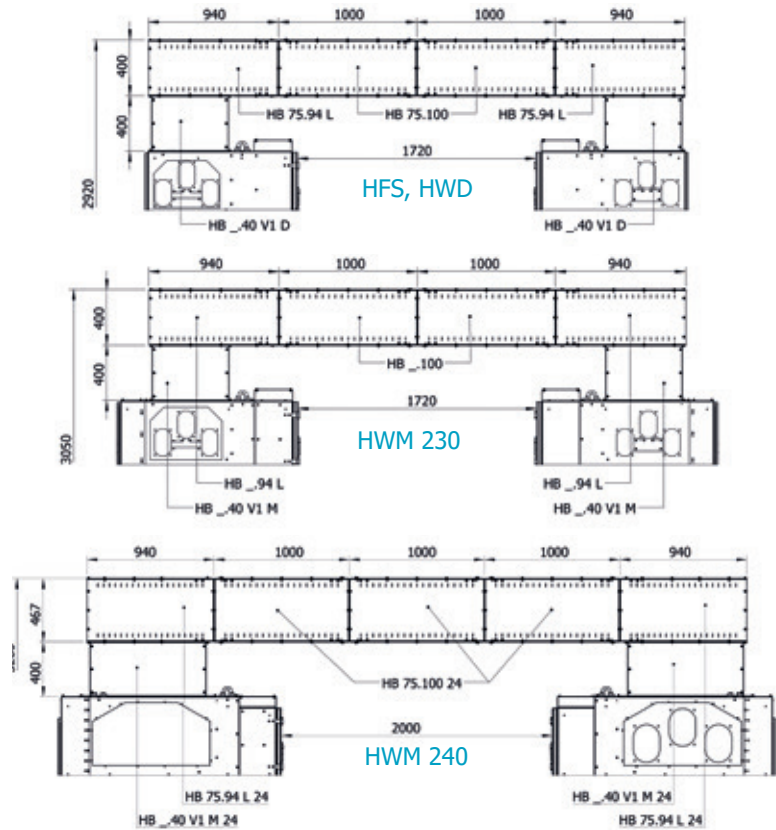 940 1000 1000 940
400
HB 75.94 L HB 75.100 HB 75.94 L
400
1720
2920
HFS, HWD
HB _.40 V1 D HB _.40 V1 D
940 1000 1000 940
400
HB _.100
400
1720
3050
HWM 230
HB _.94 L HB _.94 L
HB _.40 V1 M HB _.40 V1 M
940 1000 1000 1000 940
467
HB 75.100 24
400
2000
HWM 240
HB 75.94 L 24 HB _.40 V1 M 24
HB _.40 V1 M 24 HB 75.94 L 24